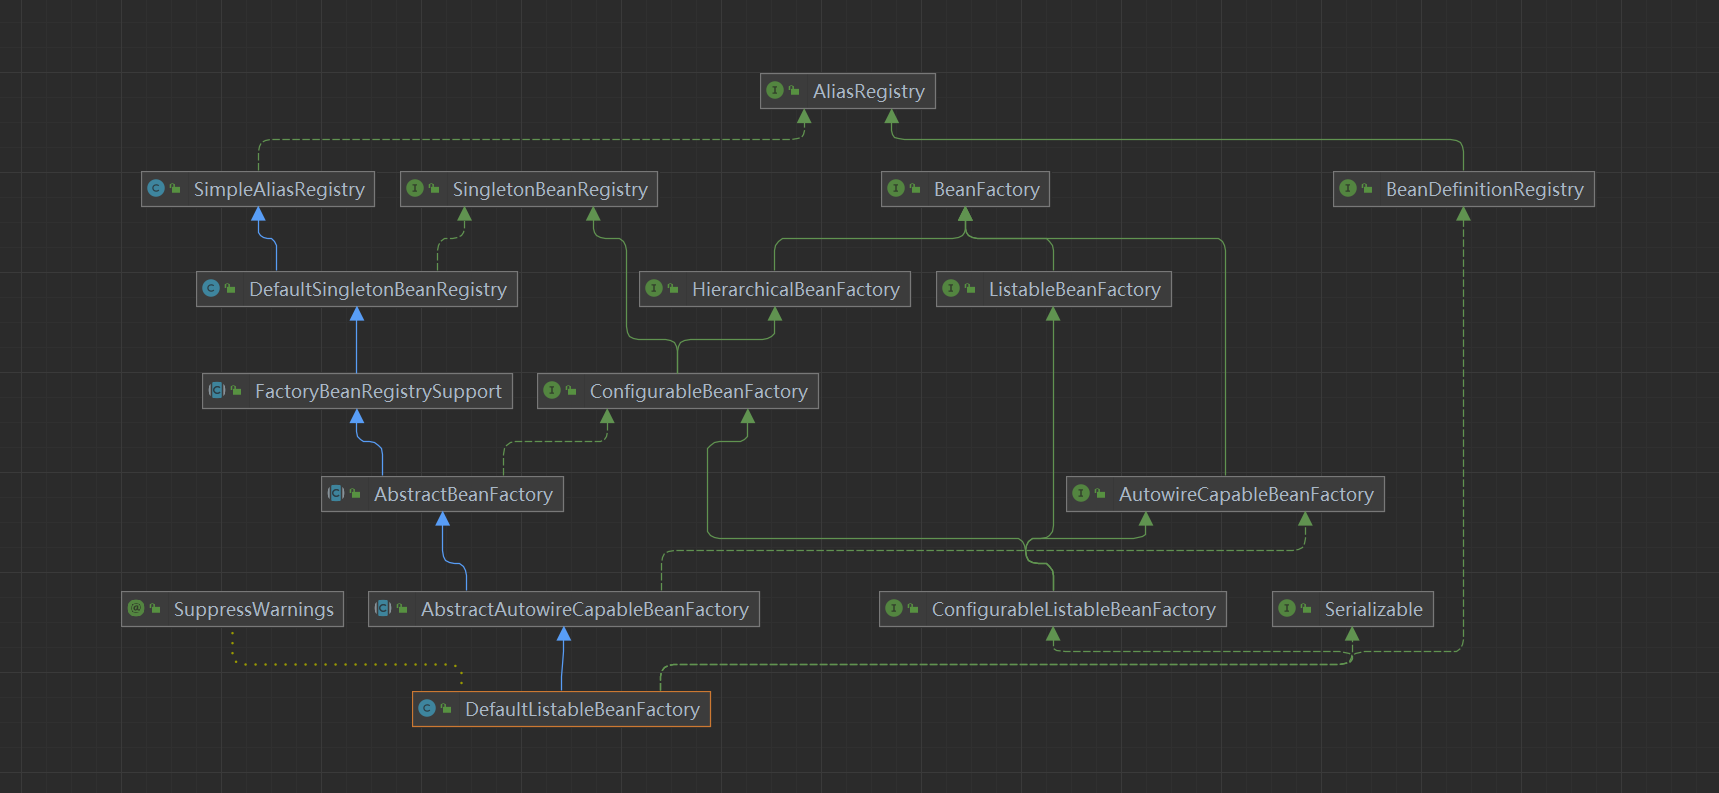 AliasRegistry
SimpleAliasRegistry
SingletonBeanRegistry
BeanFactory
BeanDefinitionRegistry
DefaultSingletonBeanRegistry
HierarchicalBeanFactory
ListableBeanFactory
FactoryBeanRegistrySupport
ConfigurableBeanFactory
AbstractBeanFactory
AutowireCapableBeanFactory
SuppressWarnings
AbstractAutowireCapableBeanFactory
ConfigurableListableBeanFactory
Serializable
DefaultListableBeanFactory